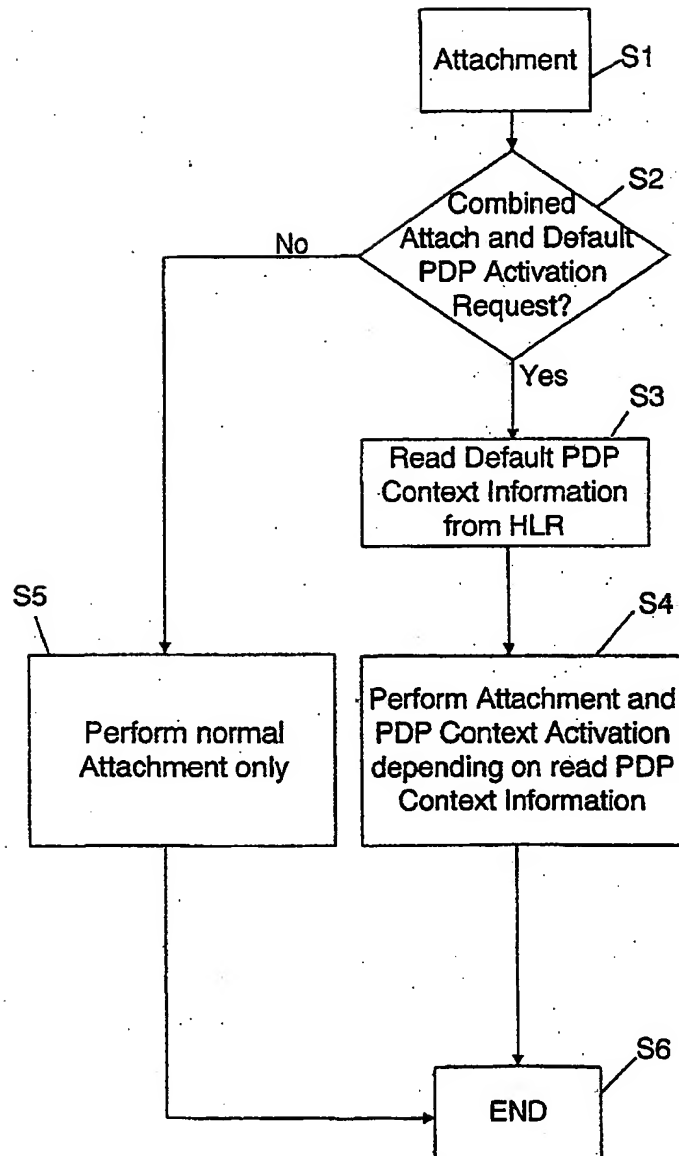 Attachment
S1
S2
Combined
Attach and Default
PDP Activation
Request?
No
Yes
S3
Read Default PDP
Context Information
from HLR
S5
S4
Perform normal
Attachment only
Perform Attachment and
PDP Context Activation
depending on read PDP
Context Information
S6
END